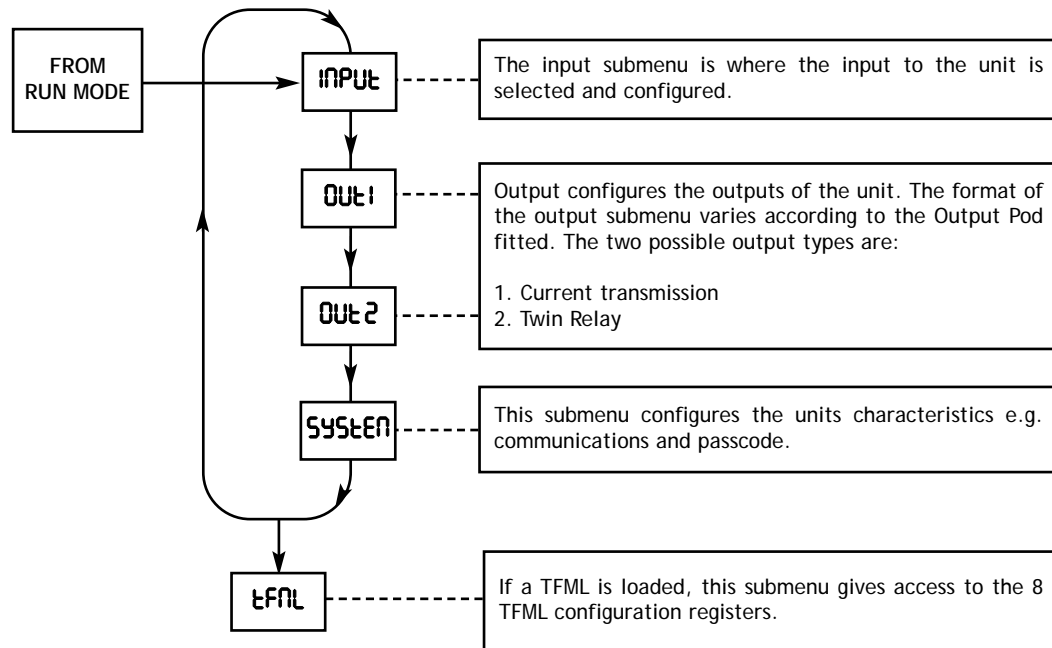 FROM
RUN MODE
INPUt
The input submenu is where the input to the unit is
selected and configured.
OUt1
Output configures the outputs of the unit. The format of
the output submenu varies according to the Output Pod
fitted. The two possible output types are:
1. Current transmission
2. Twin Relay
OUt2
SYStEM
This submenu configures the units characteristics e.g.
communications and passcode.
tFML
If a TFML is loaded, this submenu gives access to the 8
TFML configuration registers.